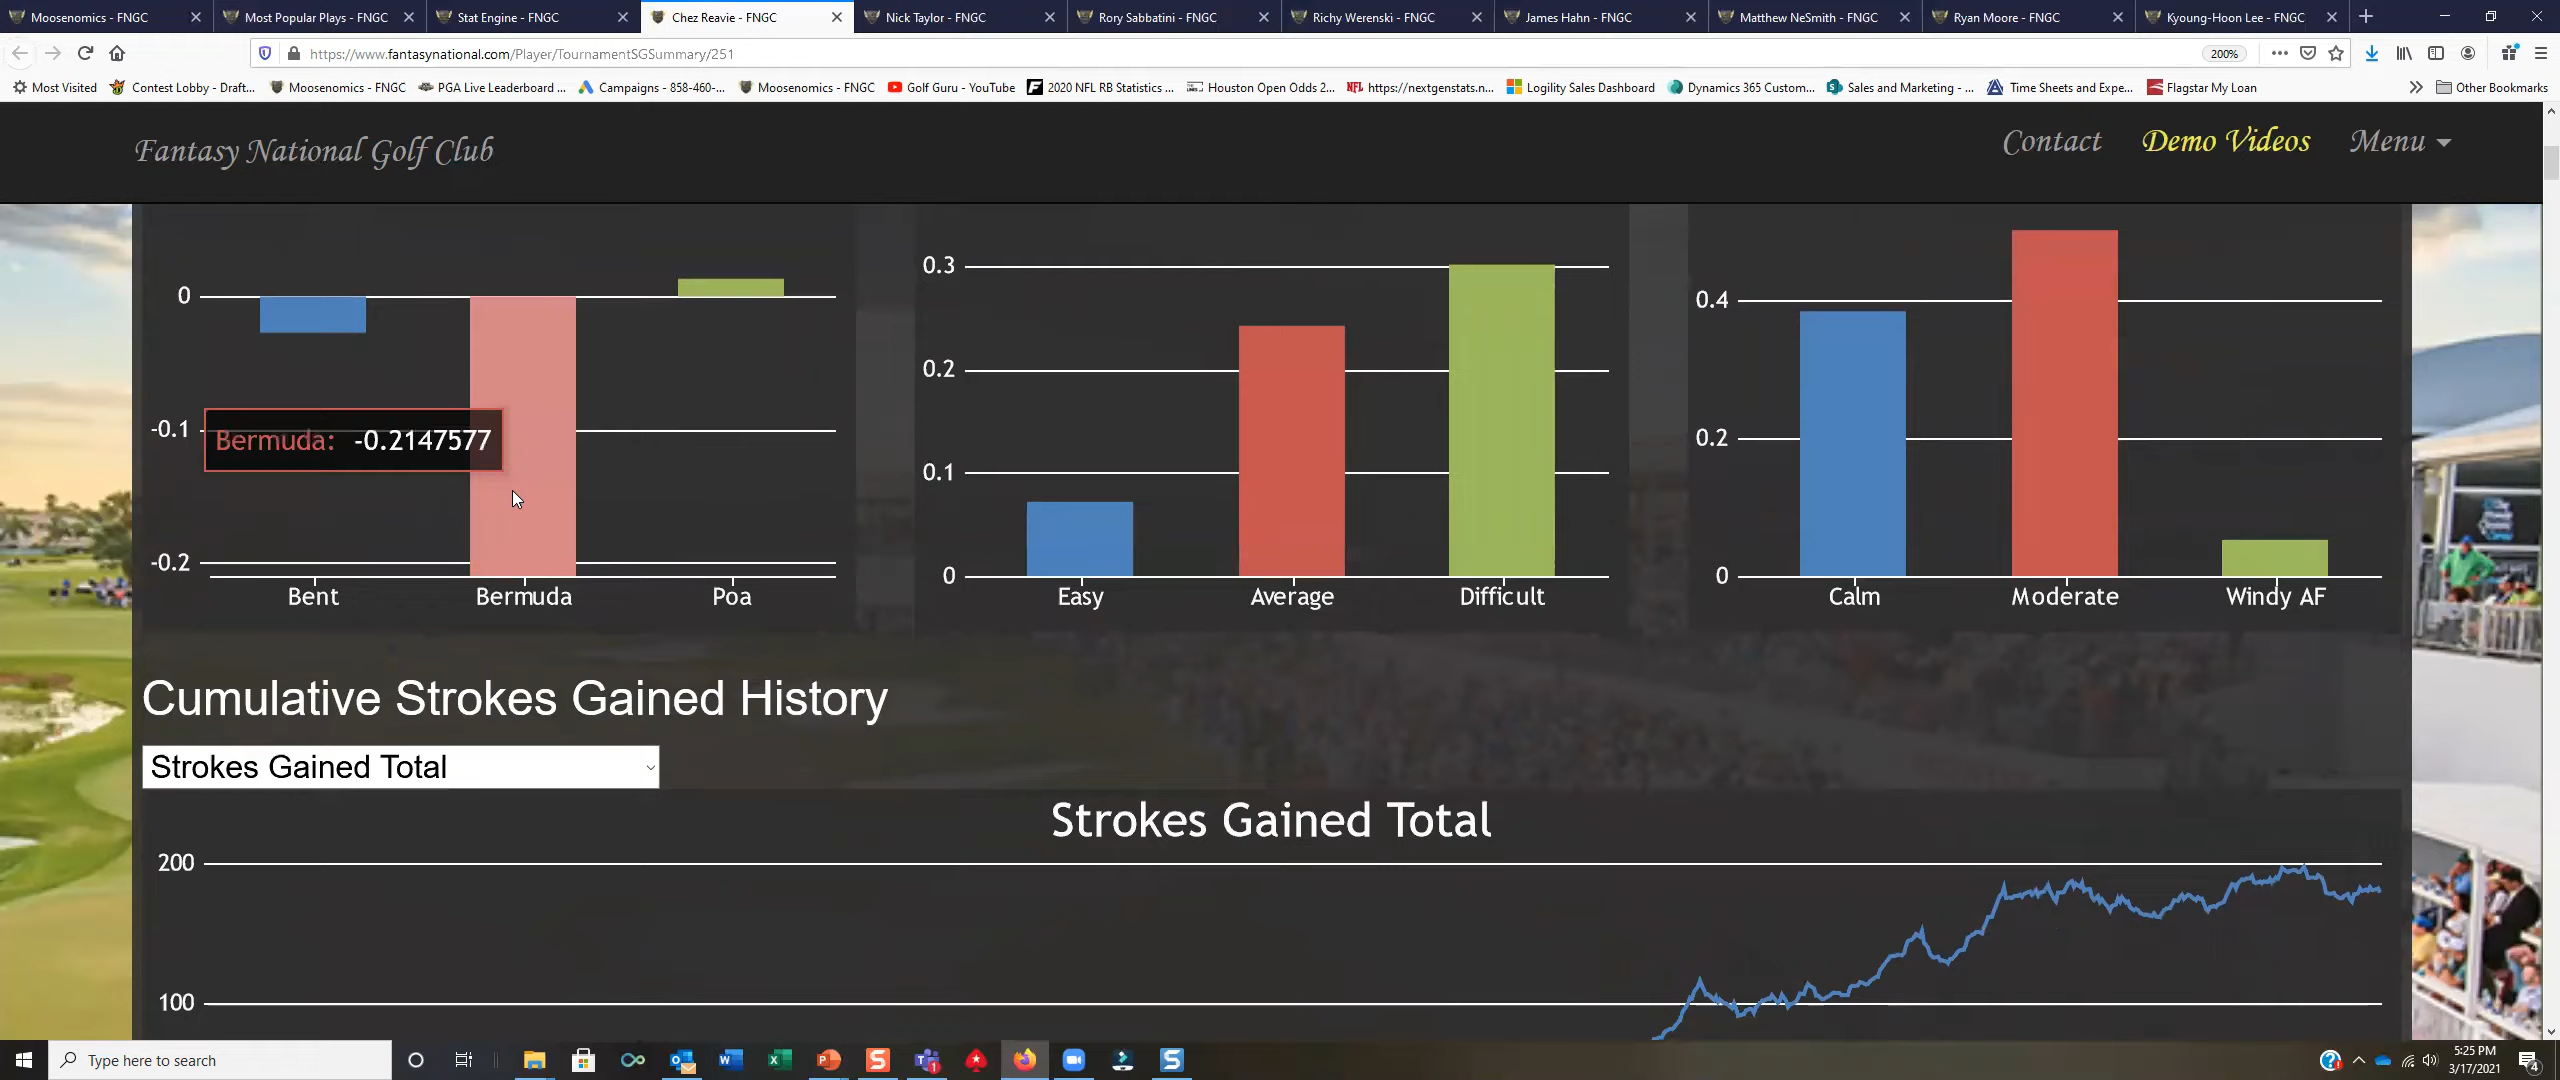 Moosenomics - FNGC
Most Popular Plays - FNGC
Stat Engine - FNGC
Chez Reavie - FNGC
Nick Taylor - FNGC
Rory Sabbatini - FNGC
Richy Werenski - FNGC
James Hahn - FNGC
Matthew NeSmith - FNGC
Ryan Moore - FNGC
Kyoung-Hoon Lee - FNGC
https://www.fantasynational.com/Player/TournamentSGSummary/251
200%
Most Visited
Contest Lobby - Draft...
Moosenomics - FNGC
PGA Live Leaderboard ...
Campaigns - 858-460-...
Moosenomics - FNGC
Golf Guru - YouTube
2020 NFL RB Statistics ...
Houston Open Odds 2...
https://nextgenstats.n...
Logility Sales Dashboard
Dynamics 365 Custom...
Sales and Marketing - ...
Time Sheets and Expe...
Flagstar My Loan
Other Bookmarks
Fantasy National Golf Club
Contact
Demo Videos
Menu
0
-0.1
-0.2
Bermuda: -0.2147577
Bent
Bermuda
Poa
0.3
0.2
0.1
0
Easy
Average
Difficult
0.4
0.2
0
Calm
Moderate
Windy AF
Cumulative Strokes Gained History
Strokes Gained Total
Strokes Gained Total
200
100
Type here to search
5:25 PM
3/17/2021